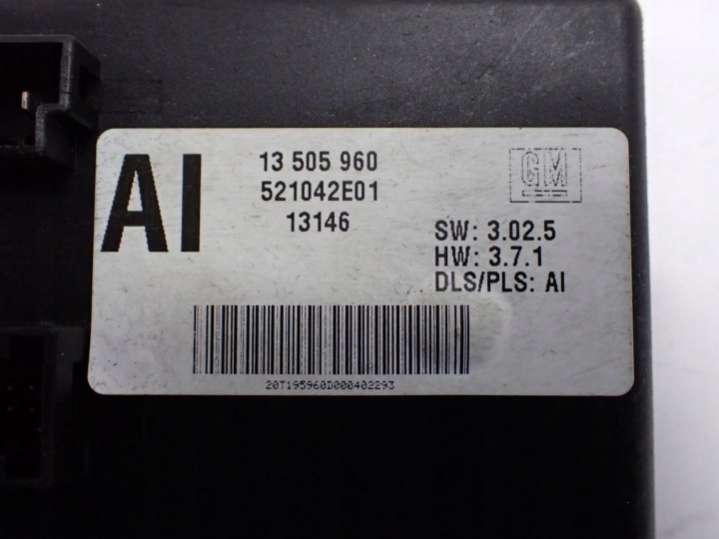 AI
13 505 960
521042E01
13146
GM
SW: 3.02.5
HW: 3.7.1
DLS/PLS: AI
20T195960D000402293